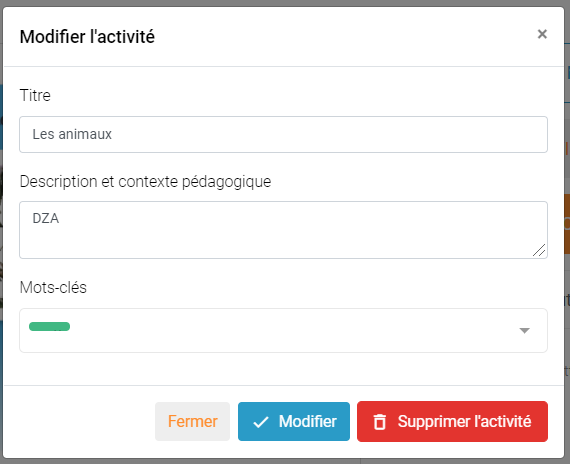 Modifier l'activité
×
Titre
Les animaux
Description et contexte pédagogique
DZA
Mots-clés
Fermer
Modifier
Supprimer l'activité